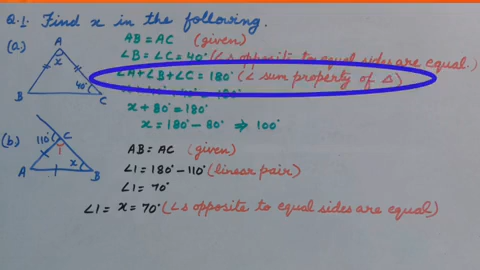 Q.1. Find x in the following.
(a) A x B 40° C
AB = AC (given)
∠B = ∠C = 40° (∠s opposite to equal sides are equal.)
∠A + ∠B + ∠C = 180° (∠ sum property of Δ)
x + 80° = 180°
x = 180° - 80° ⇒ 100°
(b) 110° C 1 A x B
AB = AC (given)
∠1 = 180° - 110° (linear pair)
∠1 = 70°
∠1 = x = 70° (∠s opposite to equal sides are equal)